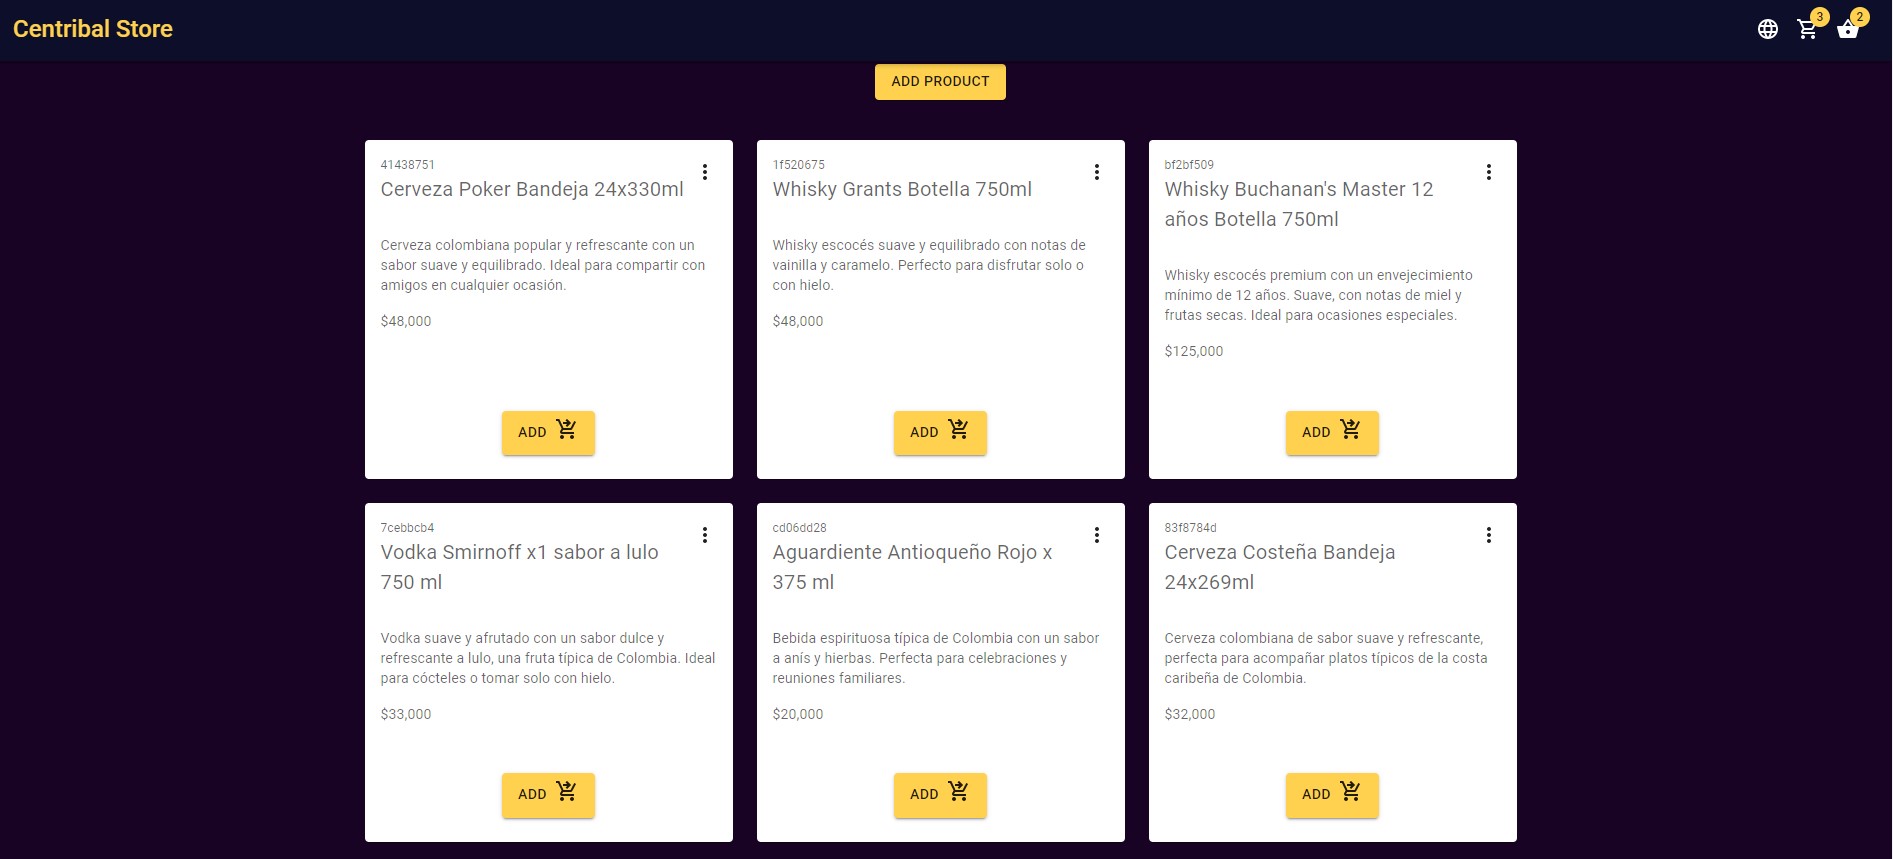 Centribal Store
3
2
ADD PRODUCT
41438751
Cerveza Poker Bandeja 24x330ml
Cerveza colombiana popular y refrescante con un
sabor suave y equilibrado. Ideal para compartir con
amigos en cualquier ocasión.
$48,000
ADD
1f520675
Whisky Grants Botella 750ml
Whisky escocés suave y equilibrado con notas de
vainilla y caramelo. Perfecto para disfrutar solo o
con hielo.
$48,000
ADD
bf2bf509
Whisky Buchanan's Master 12
años Botella 750ml
Whisky escocés premium con un envejecimiento
mínimo de 12 años. Suave, con notas de miel y
frutas secas. Ideal para ocasiones especiales.
$125,000
ADD
7cebbcb4
Vodka Smirnoff x1 sabor a lulo
750 ml
Vodka suave y afrutado con un sabor dulce y
refrescante a lulo, una fruta típica de Colombia. Ideal
para cócteles o tomar solo con hielo.
$33,000
ADD
cd06dd28
Aguardiente Antioqueño Rojo x
375 ml
Bebida espirituosa típica de Colombia con un sabor
a anís y hierbas. Perfecta para celebraciones y
reuniones familiares.
$20,000
ADD
83f8784d
Cerveza Costeña Bandeja
24x269ml
Cerveza colombiana de sabor suave y refrescante,
perfecta para acompañar platos típicos de la costa
caribeña de Colombia.
$32,000
ADD